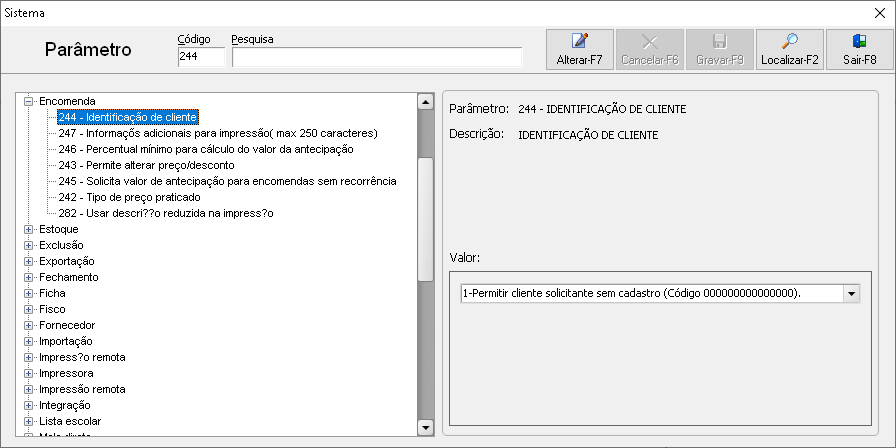 Sistema
Parâmetro
Código
244
Pesquisa
Alterar-F7
Cancelar-F6
Gravar-F9
Localizar-F2
Sair-F8
Encomenda
244 - Identificação de cliente
247 - Informaçõs adicionais para impressão( max 250 caracteres)
246 - Percentual mínimo para cálculo do valor da antecipação
243 - Permite alterar preço/desconto
245 - Solicita valor de antecipação para encomendas sem recorrência
242 - Tipo de preço praticado
282 - Usar descri??o reduzida na impress?o
Estoque
Exclusão
Exportação
Fechamento
Ficha
Fisco
Fornecedor
Importação
Impress?o remota
Impressora
Impressão remota
Integração
Lista escolar
Parâmetro: 244 - IDENTIFICAÇÃO DE CLIENTE
Descrição: IDENTIFICAÇÃO DE CLIENTE
Valor:
1-Permitir cliente solicitante sem cadastro (Código 000000000000000).